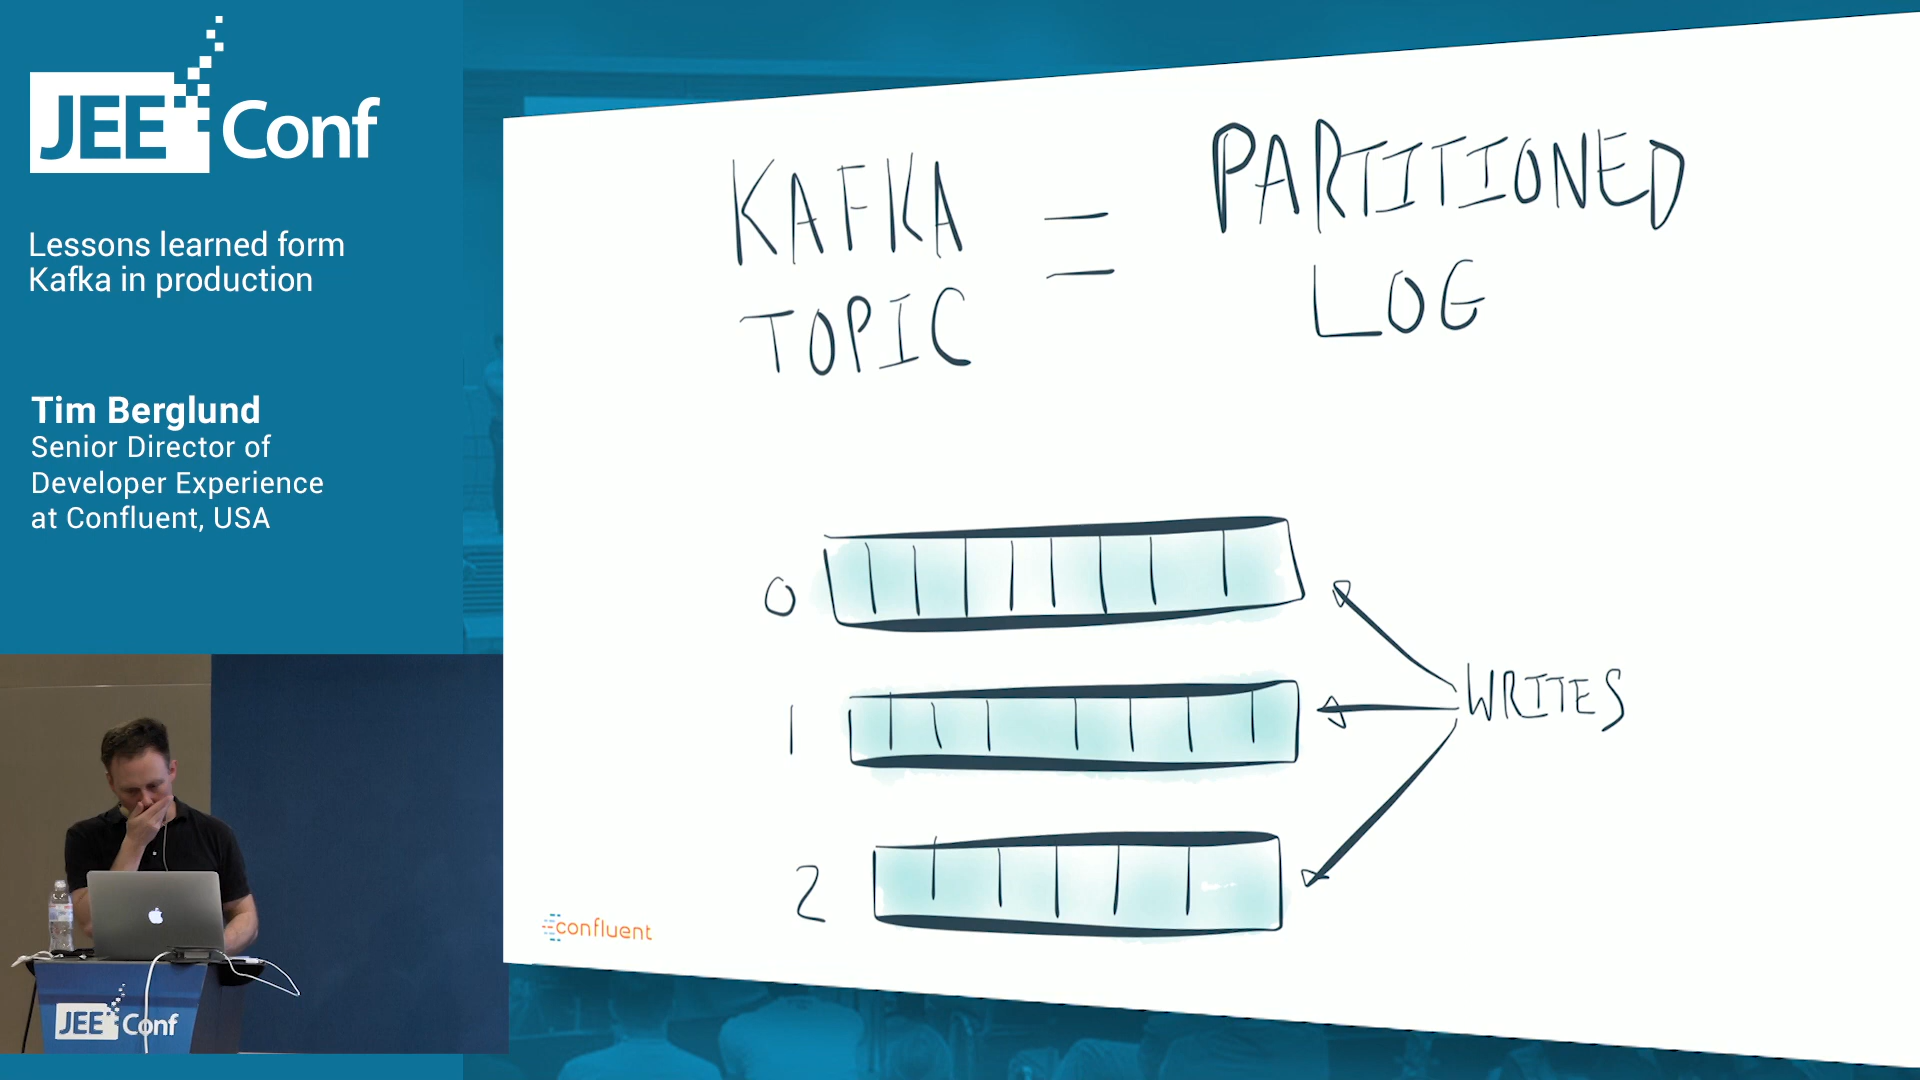 JEE Conf
Lessons learned form
Kafka in production
Tim Berglund
Senior Director of
Developer Experience
at Confluent, USA
KAFKA
TOPIC
=
PARTITIONED
LOG
0
1
2
WRITES
confluent
JEE Conf